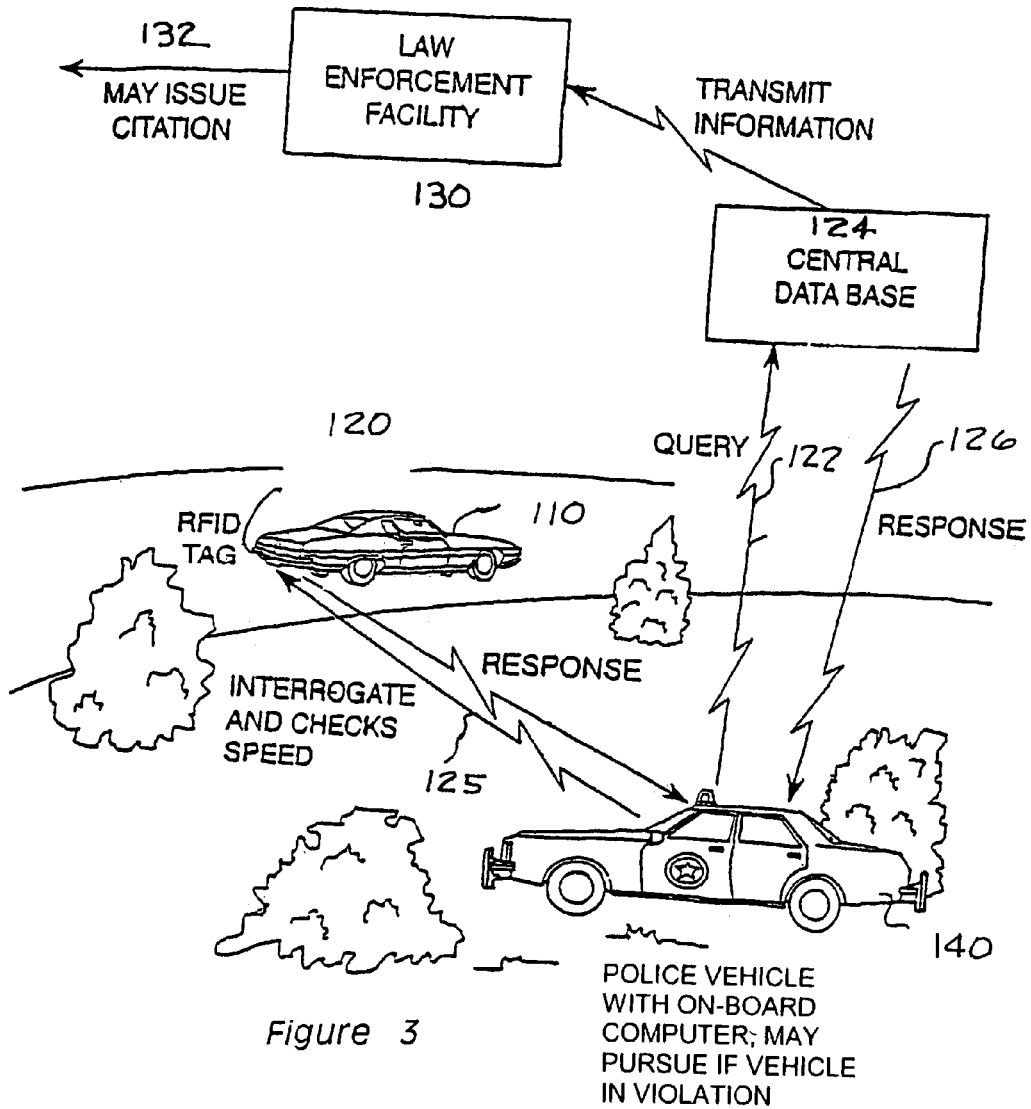 132
MAY ISSUE
CITATION
LAW
ENFORCEMENT
FACILITY
130
TRANSMIT
INFORMATION
124
CENTRAL
DATA BASE
120
RFID
TAG
110
QUERY
122
126
RESPONSE
INTERROGATE
AND CHECKS
SPEED
RESPONSE
125
140
POLICE VEHICLE
WITH ON-BOARD
COMPUTER; MAY
PURSUE IF VEHICLE
IN VIOLATION
Figure 3